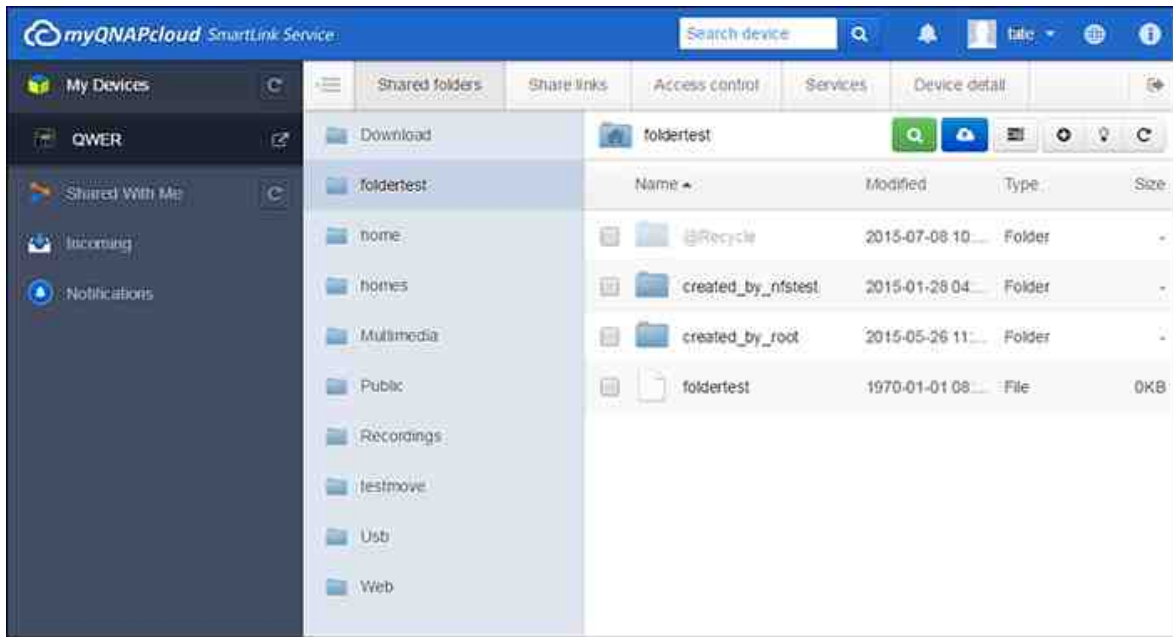 myQNAPcloud SmartLink Service
Search device
tate
My Devices
QWER
Shared With Me
Incoming
Notifications
Shared folders
Share links
Access control
Services
Device detail
Download
foldertest
home
homes
Multimedia
Public
Recordings
testmove
Usb
Web
foldertest
Name Modified Type Size
@Recycle 2015-07-08 10:... Folder -
created_by_nfstest 2015-01-28 04:... Folder -
created_by_root 2015-05-26 11:... Folder -
foldertest 1970-01-01 08:... File 0KB